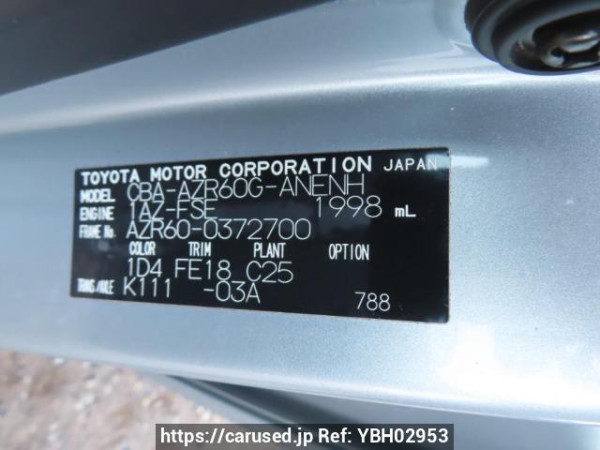 TOYOTA MOTOR CORPORATION JAPAN
MODEL CBA-AZR60G-ANENH
ENGINE 1AZ-FSE 1998 mL
FRAME No. AZR60-0372700
COLOR TRIM PLANT OPTION
1D4 FE18 C25
TRANS/AXLE K111 -03A 788
https://carused.jp Ref: YBH02953